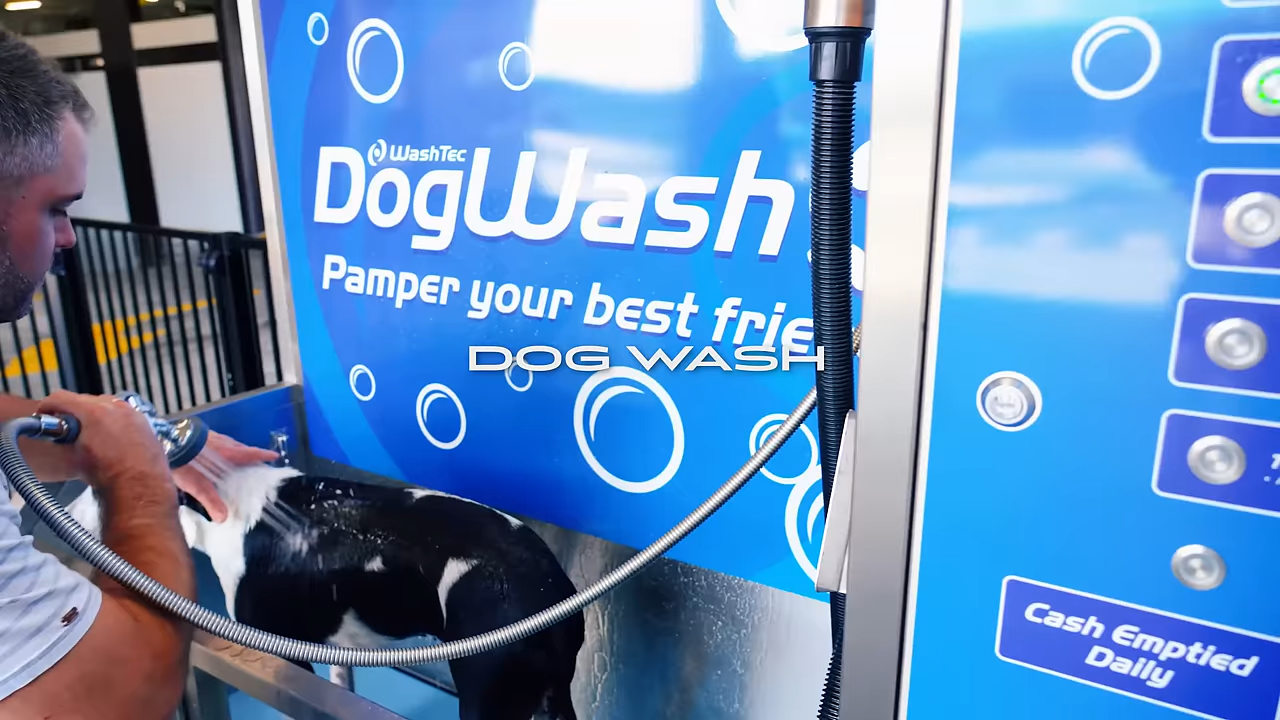 WashTec
DogWash
Pamper your best frie
DOG WASH
Cash Emptied
Daily